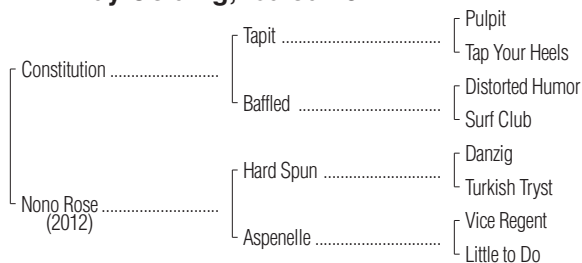 Pulpit
Tapit
Tap Your Heels
Constitution
Distorted Humor
Baffled
Surf Club
Danzig
Hard Spun
Turkish Tryst
Nono Rose
(2012)
Vice Regent
Aspenelle
Little to Do